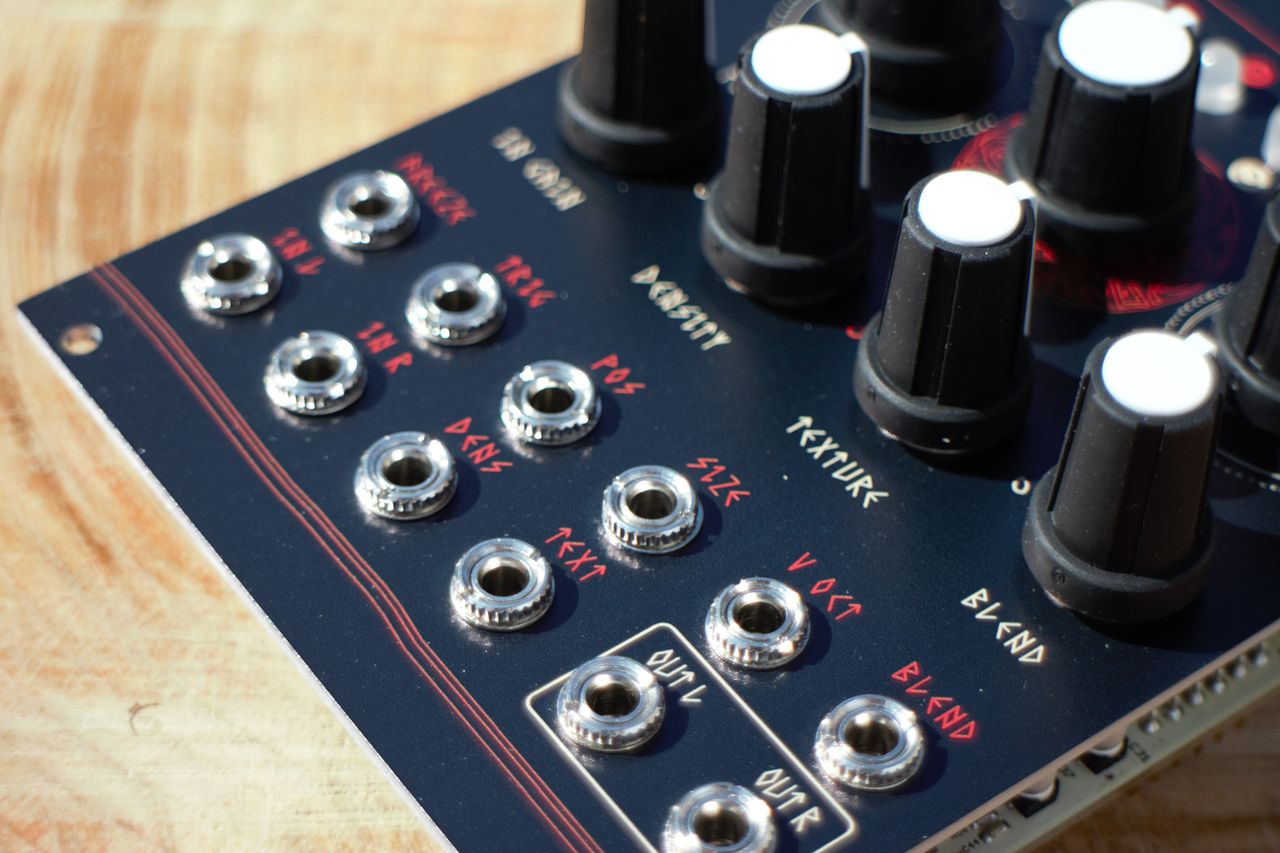 IN GAIN
FREEZE
IN L
DENSITY
TRIG
IN R
POS
DENS
TEXTURE
SIZE
TEXT
V OCT
BLEND
OUT L
BLEND
OUT R